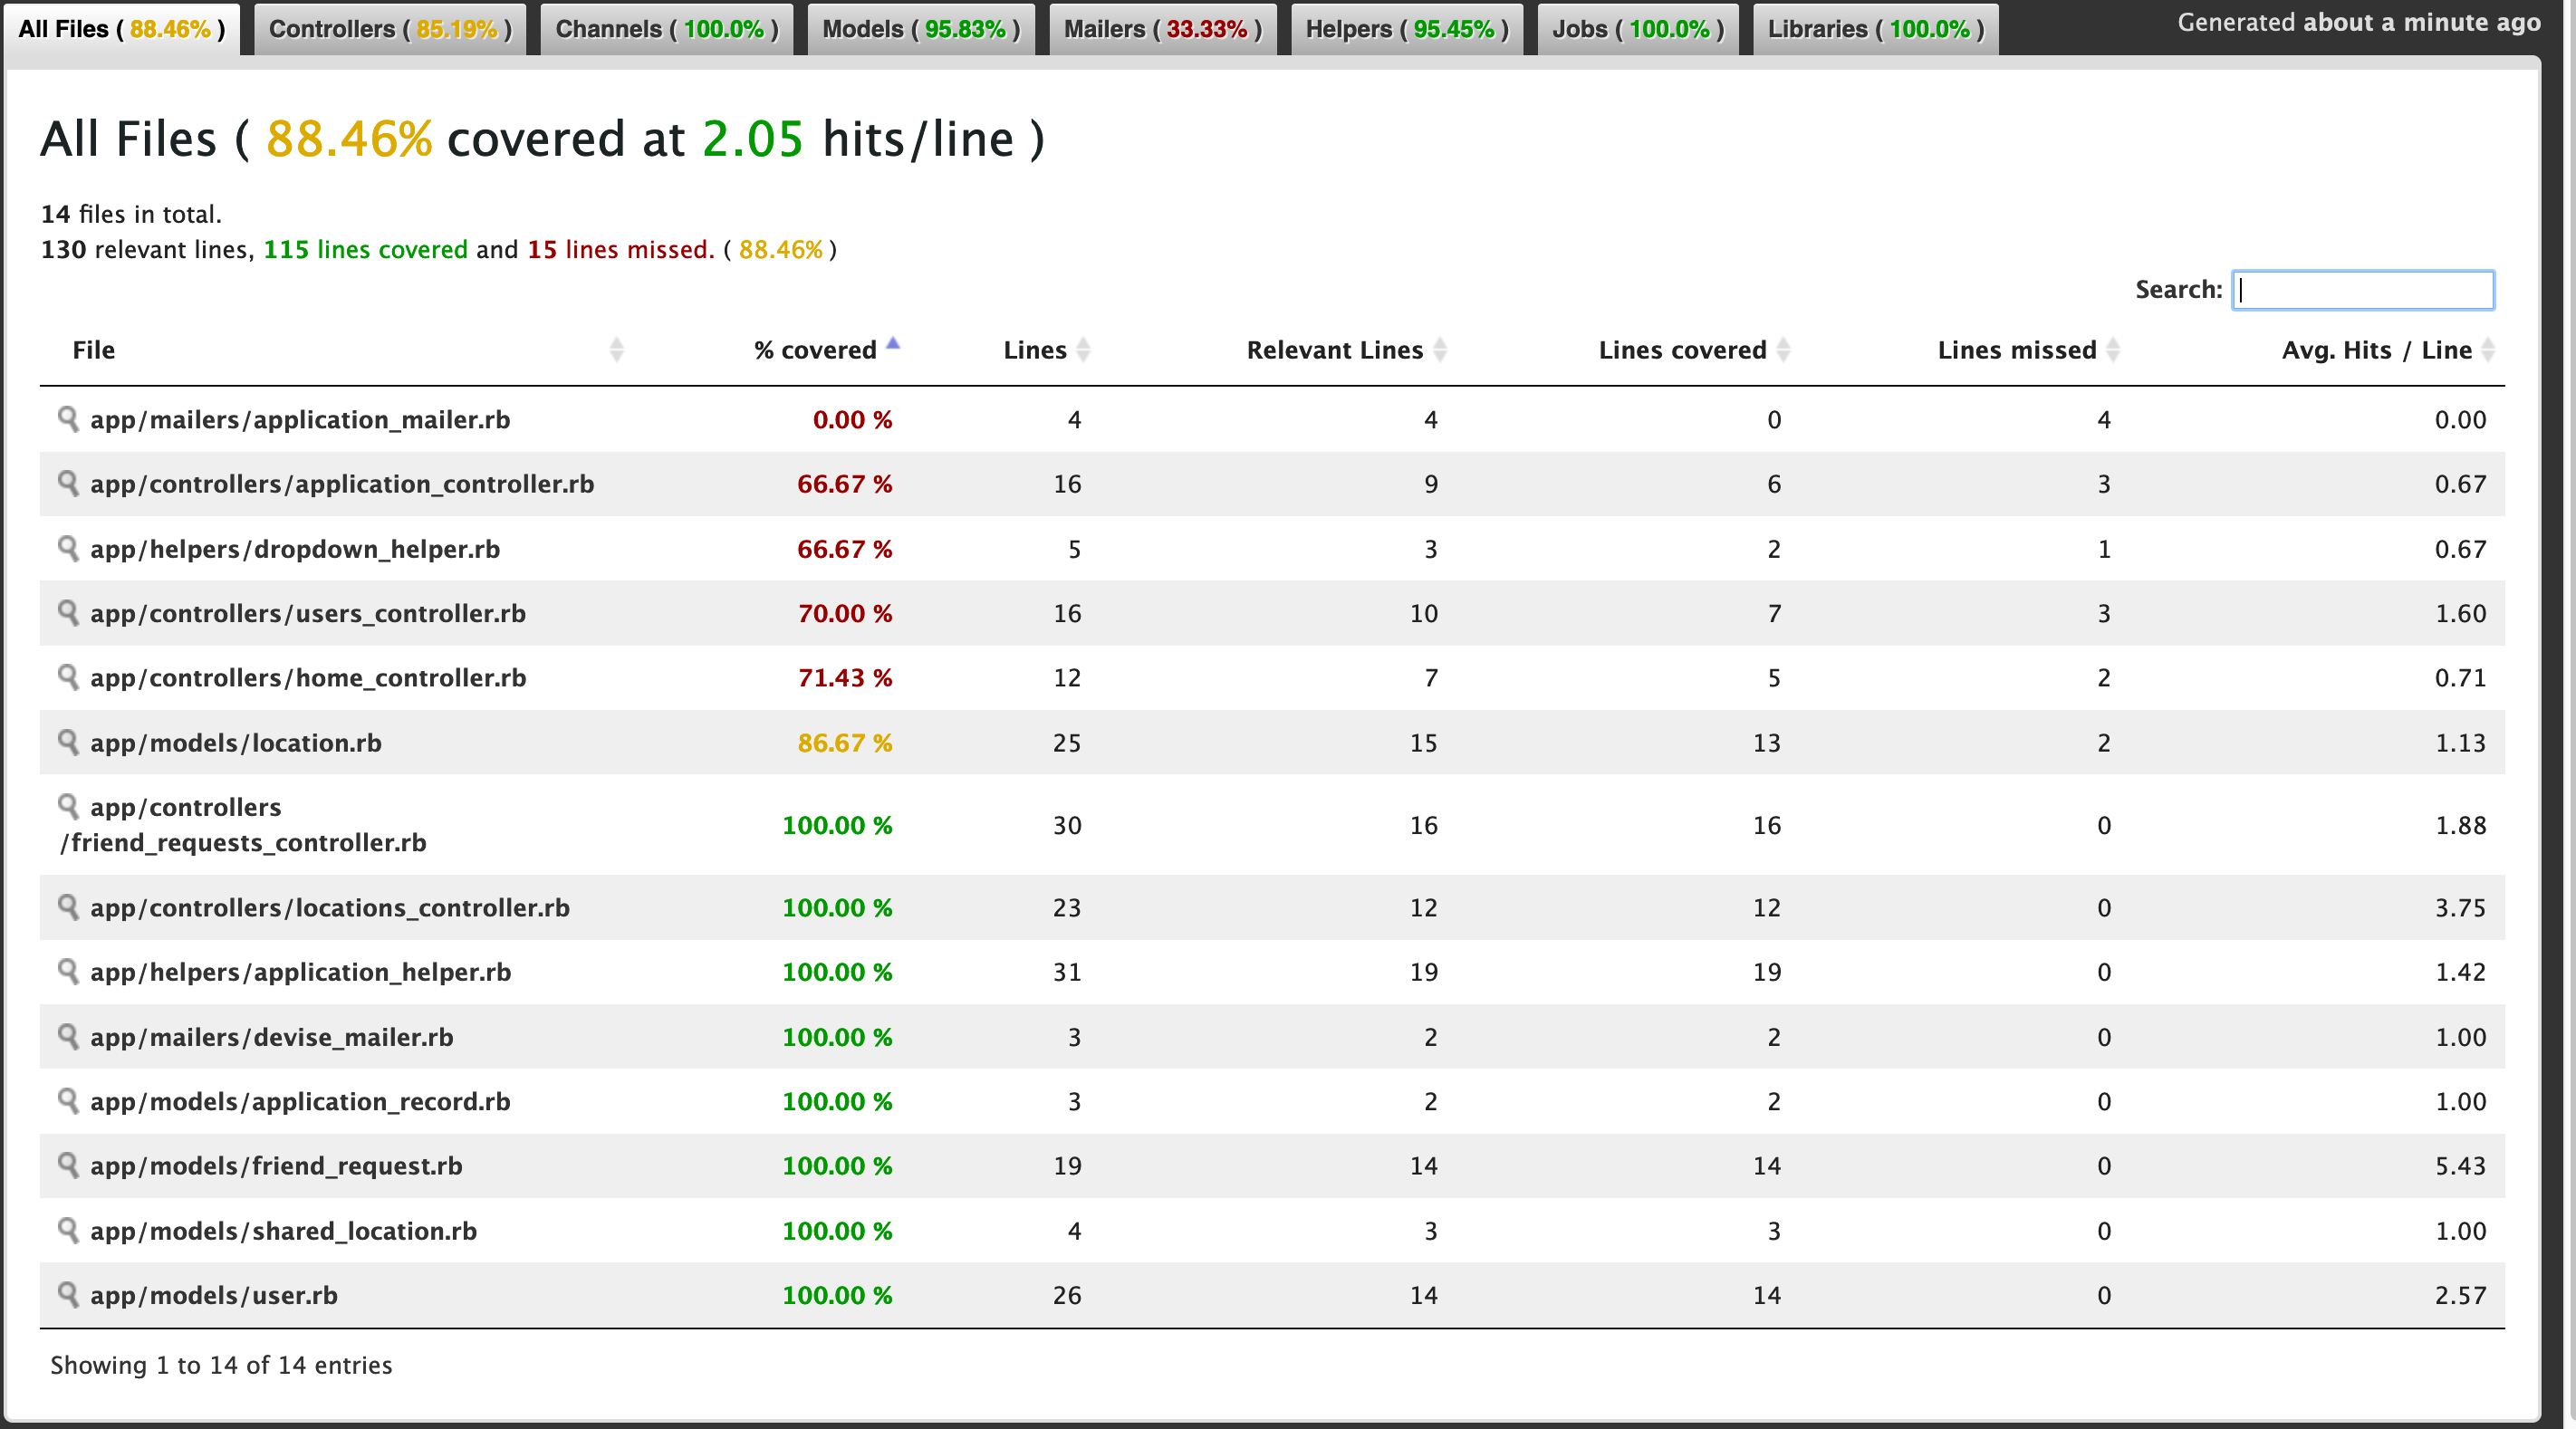 All Files ( 88.46% ) Controllers ( 85.19% ) Channels ( 100.0% ) Models ( 95.83% ) Mailers ( 33.33% ) Helpers ( 95.45% ) Jobs ( 100.0% ) Libraries ( 100.0% ) Generated about a minute ago
All Files ( 88.46% covered at 2.05 hits/line )
14 files in total.
130 relevant lines, 115 lines covered and 15 lines missed. ( 88.46% )
Search:
File % covered Lines Relevant Lines Lines covered Lines missed Avg. Hits / Line
app/mailers/application_mailer.rb 0.00 % 4 4 0 4 0.00
app/controllers/application_controller.rb 66.67 % 16 9 6 3 0.67
app/helpers/dropdown_helper.rb 66.67 % 5 3 2 1 0.67
app/controllers/users_controller.rb 70.00 % 16 10 7 3 1.60
app/controllers/home_controller.rb 71.43 % 12 7 5 2 0.71
app/models/location.rb 86.67 % 25 15 13 2 1.13
app/controllers
/friend_requests_controller.rb 100.00 % 30 16 16 0 1.88
app/controllers/locations_controller.rb 100.00 % 23 12 12 0 3.75
app/helpers/application_helper.rb 100.00 % 31 19 19 0 1.42
app/mailers/devise_mailer.rb 100.00 % 3 2 2 0 1.00
app/models/application_record.rb 100.00 % 3 2 2 0 1.00
app/models/friend_request.rb 100.00 % 19 14 14 0 5.43
app/models/shared_location.rb 100.00 % 4 3 3 0 1.00
app/models/user.rb 100.00 % 26 14 14 0 2.57
Showing 1 to 14 of 14 entries